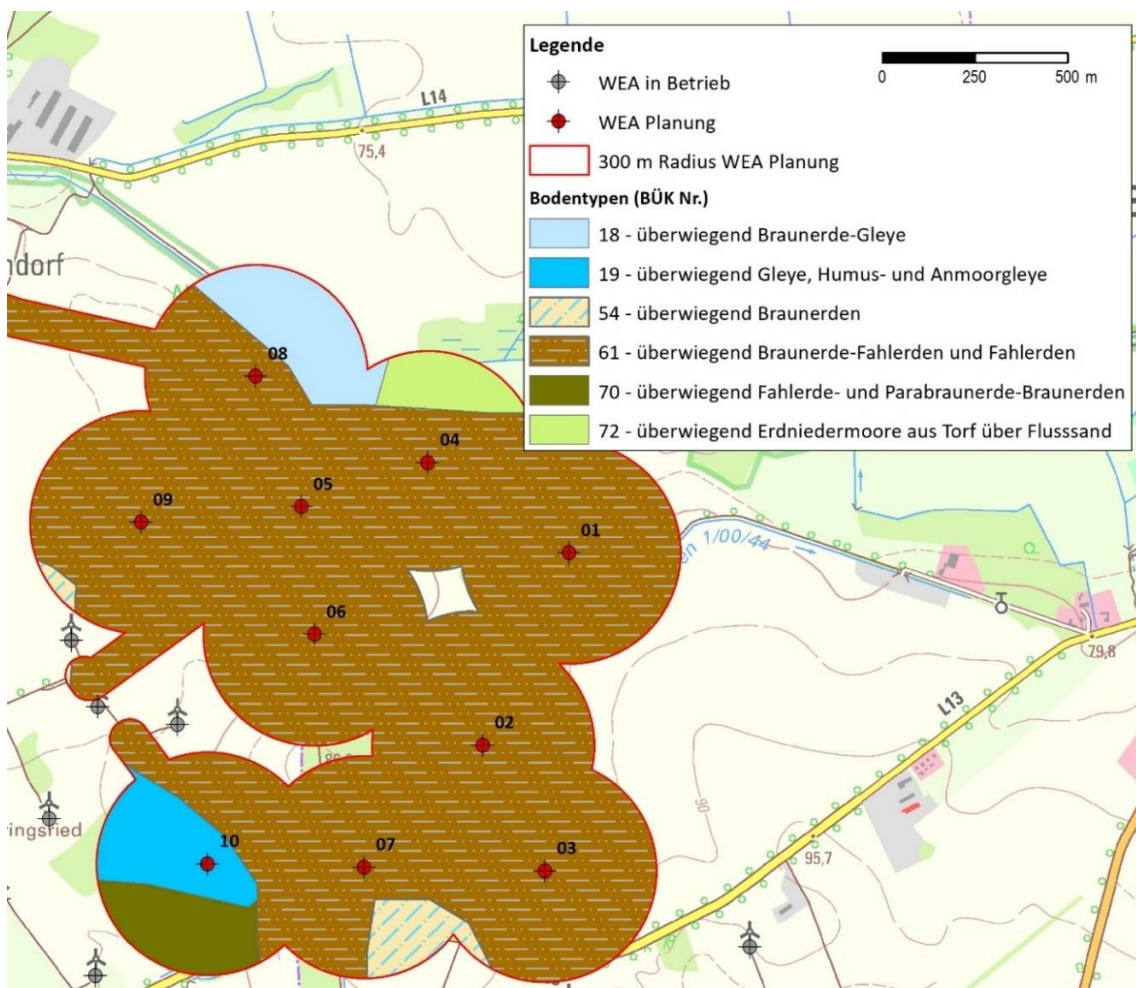 Legende
WEA in Betrieb
WEA Planung
300 m Radius WEA Planung
Bodentypen (BÜK Nr.)
18 - überwiegend Braunerde-Gleye
19 - überwiegend Gleye, Humus- und Anmoorgleye
54 - überwiegend Braunerden
61 - überwiegend Braunerde-Fahlerden und Fahlerden
70 - überwiegend Fahlerde- und Parabraunerde-Braunerden
72 - überwiegend Erdniedermoore aus Torf über Flusssand
0 250 500 m
L14
75,4
ndorf
08
04
05
09
01
1/00/44
06
79,8
02
L13
90
ringsried
10
07
03
95,7